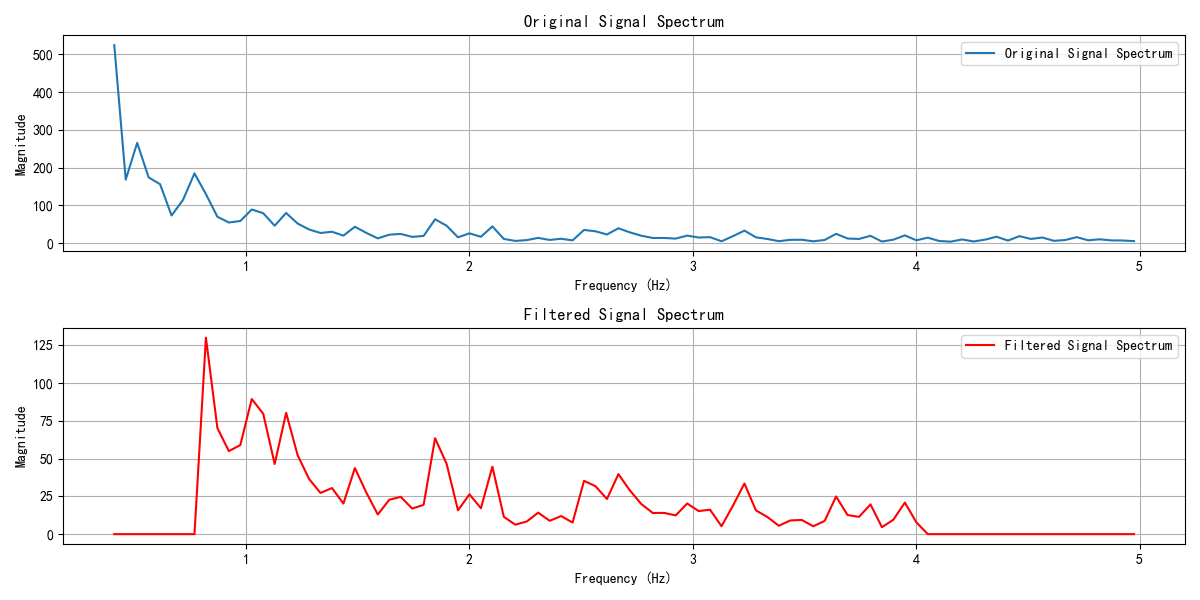 Original Signal Spectrum
500
400
300
200
100
0
Magnitude
Original Signal Spectrum
1
2
3
4
5
Frequency (Hz)
Filtered Signal Spectrum
125
100
75
50
25
0
Magnitude
Filtered Signal Spectrum
1
2
3
4
5
Frequency (Hz)